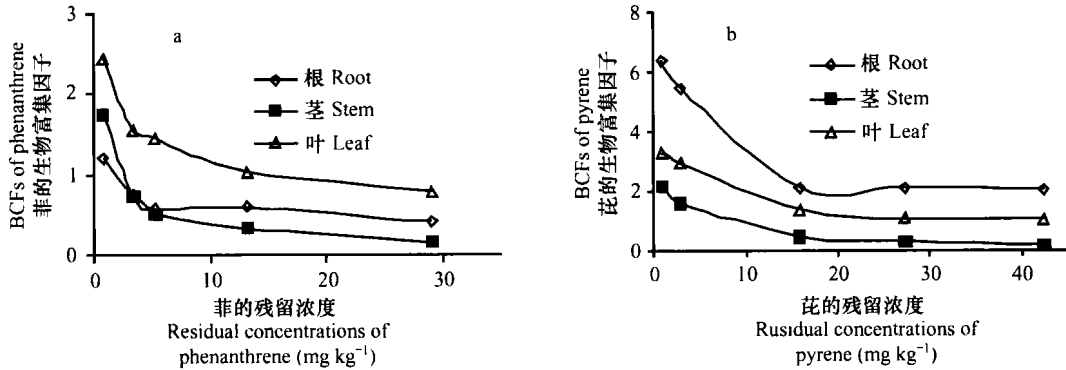 BCFs of phenanthrene
菲的生物富集因子
3
2
1
0
a
根 Root
茎 Stem
叶 Leaf
0 10 20 30
菲的残留浓度
Residual concentrations of
phenanthrene (mg kg⁻¹)
BCFs of pyrene
芘的生物富集因子
8
6
4
2
0
b
根 Root
茎 Stem
叶 Leaf
0 10 20 30 40
芘的残留浓度
Rusidual concentrations of
pyrene (mg kg⁻¹)